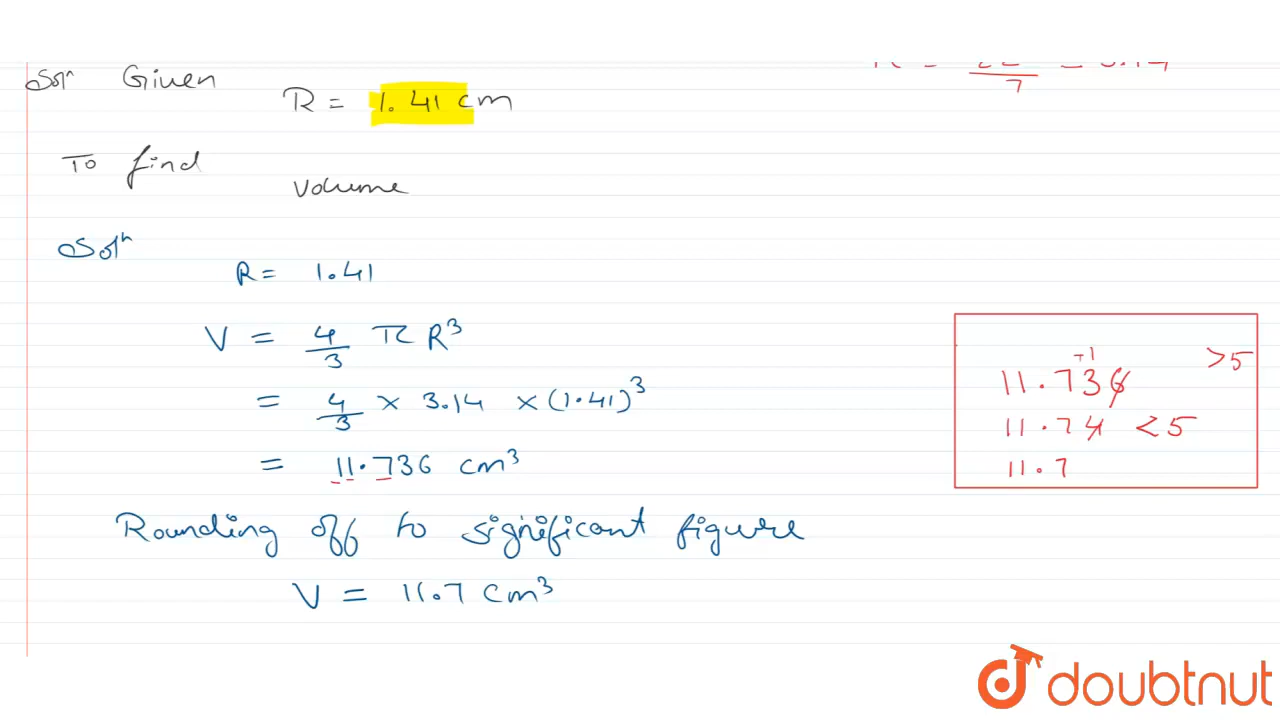 Solⁿ Given
R = 1.41 cm
To find
Volume
Solⁿ
R = 1.41
V = 4/3 π R³
= 4/3 × 3.14 × (1.41)³
= 11.736 cm³
Rounding off to significant figure
V = 11.7 cm³
7
+1
11.736 >5
11.74 <5
11.7
doubtnut